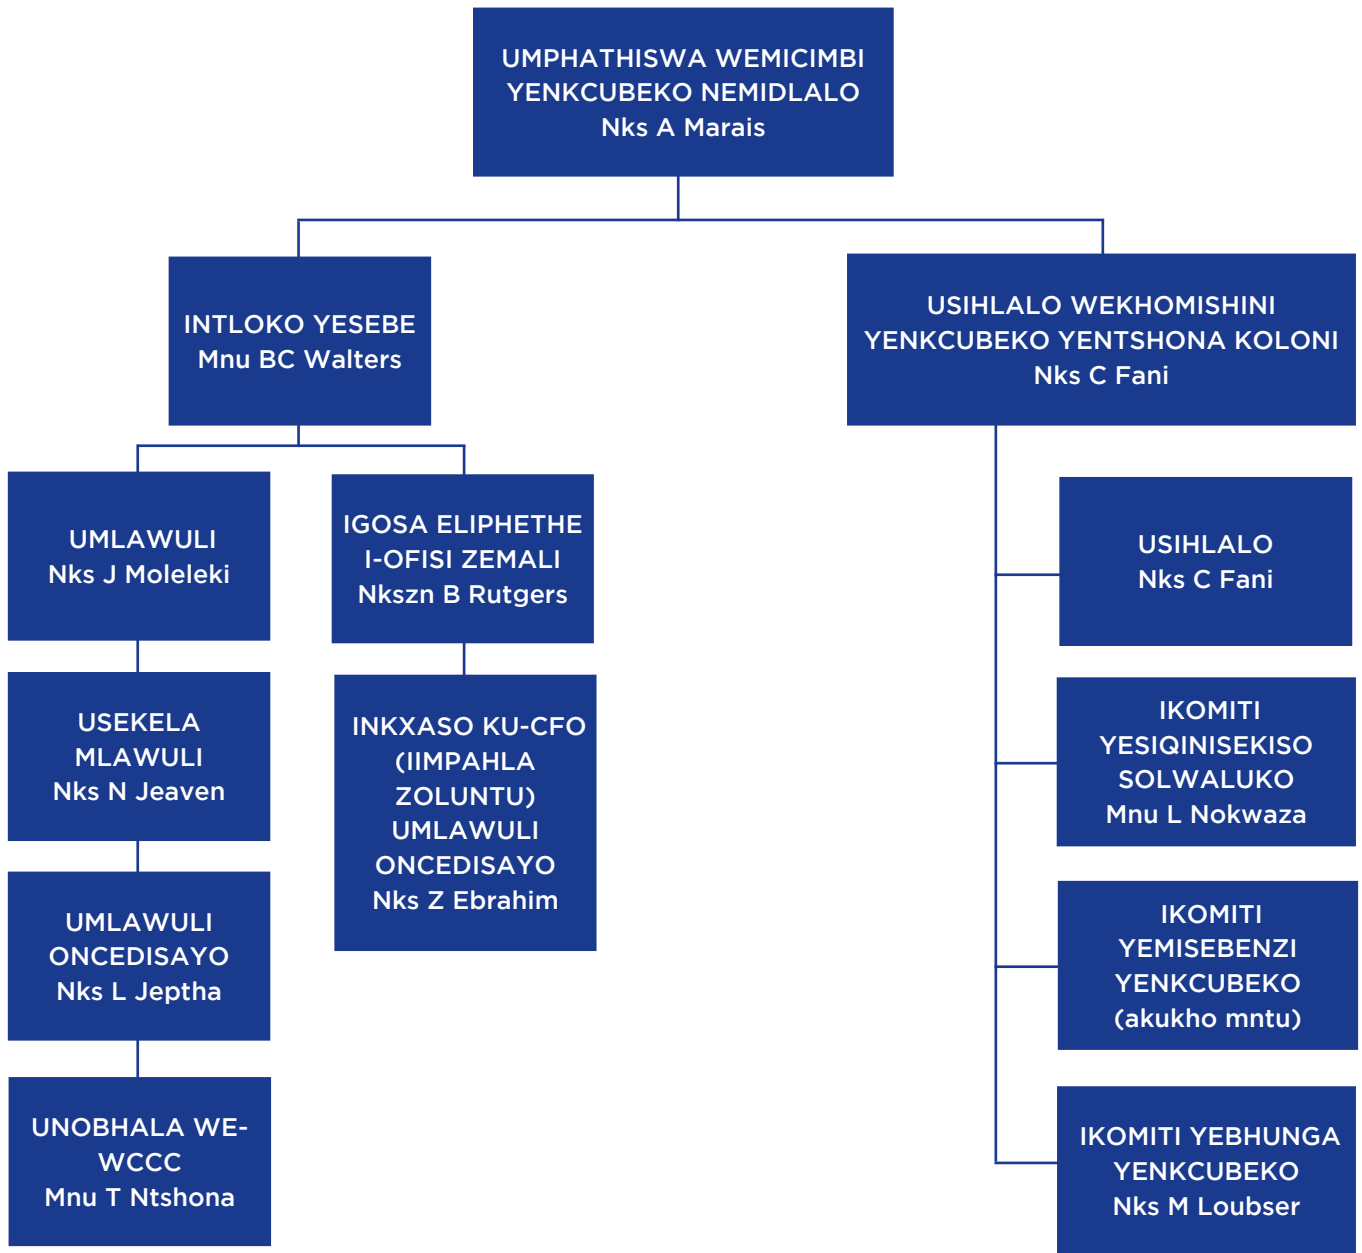 UMPHATHISWA WEMICIMBI
YENKCUBEKO NEMIDLALO
Nks A Marais
INTLOKO YESEBE
Mnu BC Walters
USIHLALO WEKHOMISHINI
YENKCUBEKO YENTSHONA KOLONI
Nks C Fani
UMLAWULI
Nks J Moleleki
IGOSA ELIPHETHE
I-OFISI ZEMALI
Nkszn B Rutgers
USIHLALO
Nks C Fani
USEKELA
MLAWULI
Nks N Jeaven
INKXASO KU-CFO
(IIMPAHLA
ZOLUNTU)
UMLAWULI
ONCEDISAYO
Nks Z Ebrahim
IKOMITI
YESIQINISEKISO
SOLWALUKO
Mnu L Nokwaza
UMLAWULI
ONCEDISAYO
Nks L Jeptha
IKOMITI
YEMISEBENZI
YENKCUBEKO
(akukho mntu)
UNOBHALA WE-
WCCC
Mnu T Ntshona
IKOMITI YEBHUNGA
YENKCUBEKO
Nks M Loubser